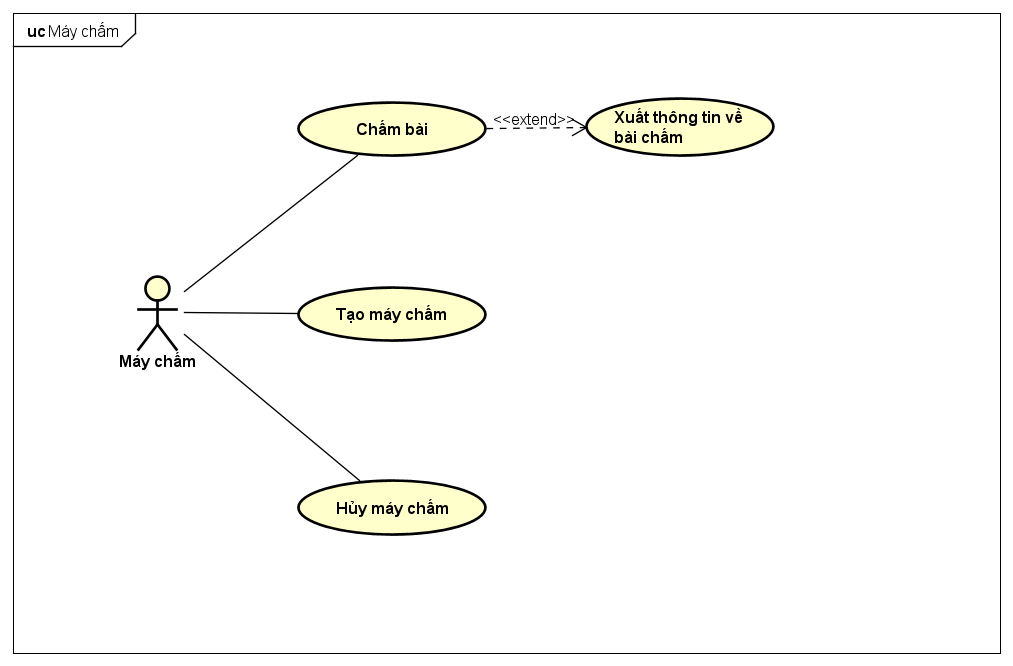 uc Máy chấm
Chấm bài
<<extend>>
Xuất thông tin về
bài chấm
Tạo máy chấm
Máy chấm
Hủy máy chấm